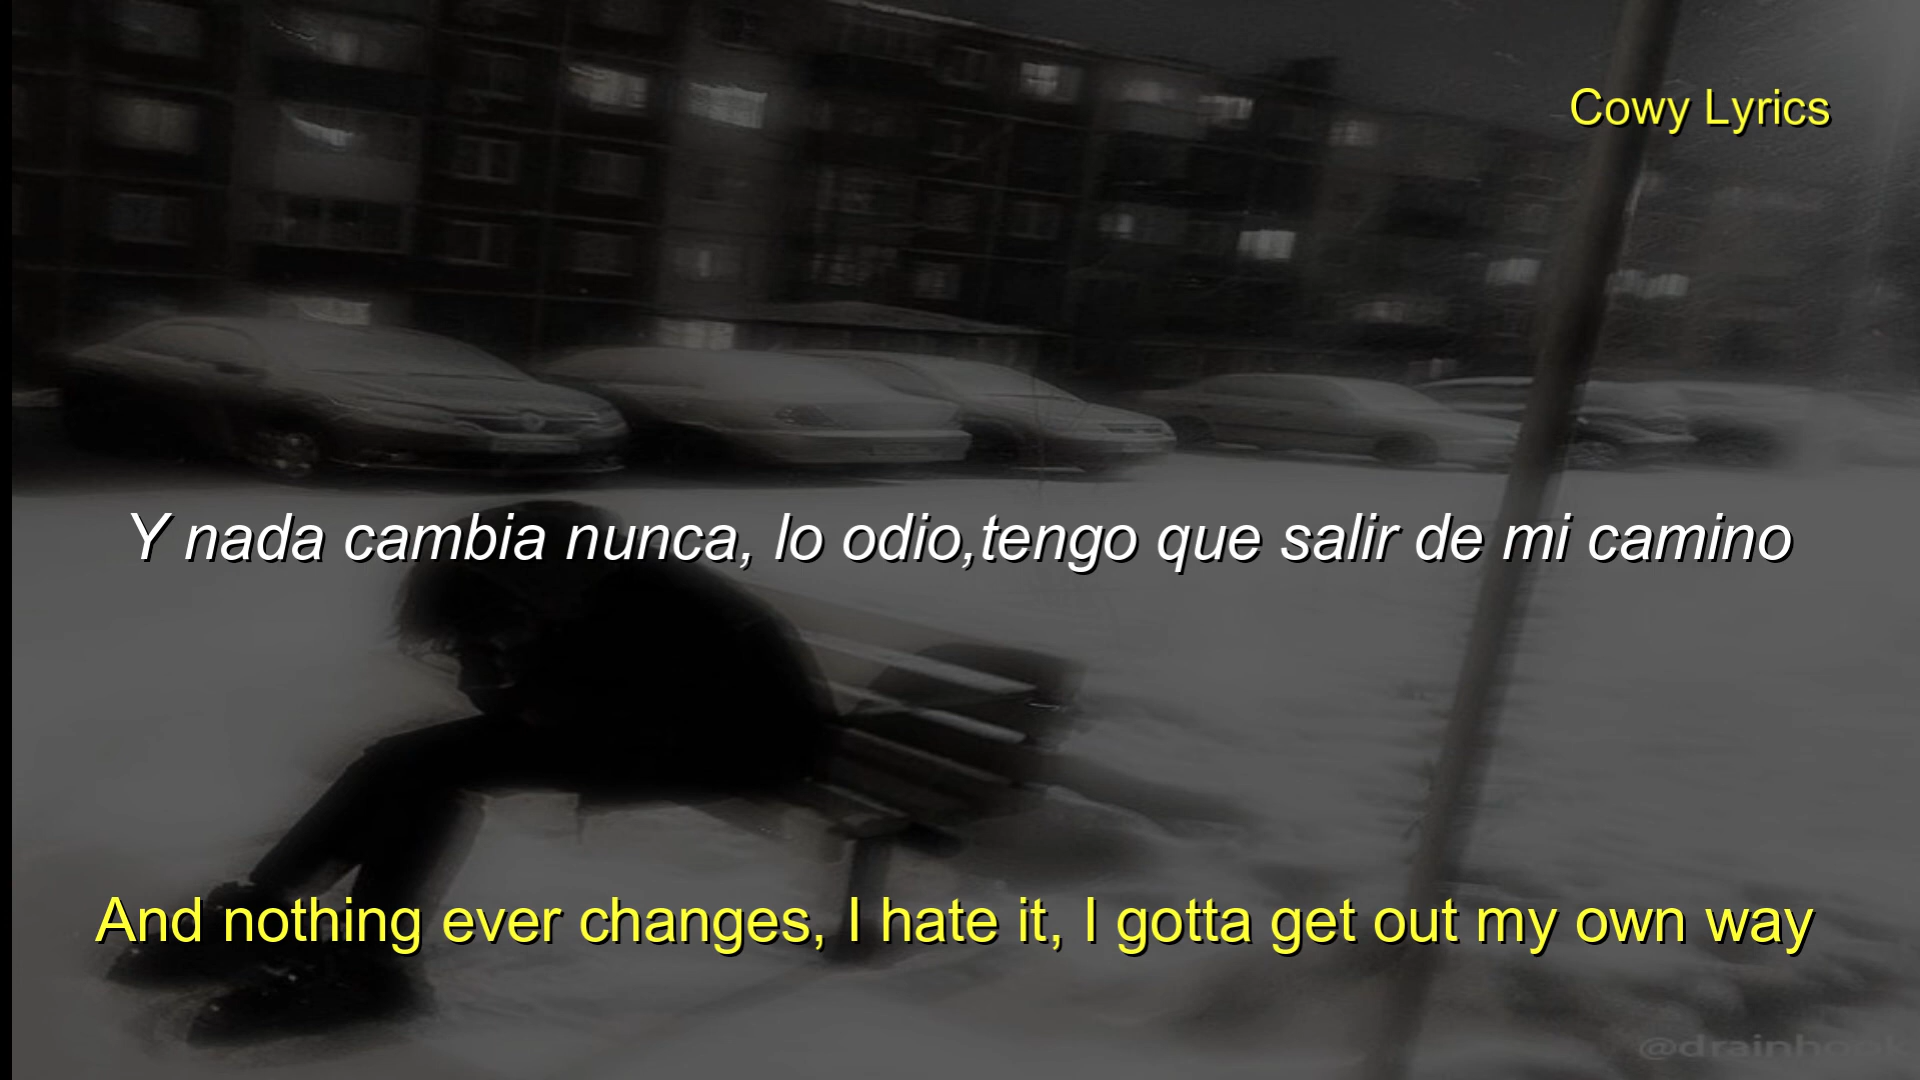 Cowy Lyrics
Y nada cambia nunca, lo odio,tengo que salir de mi camino
And nothing ever changes, I hate it, I gotta get out my own way
@drainhook